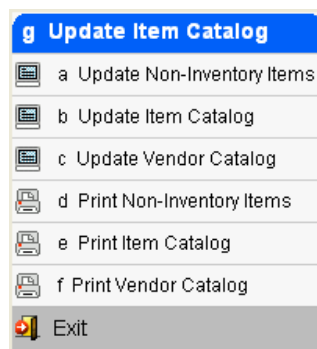 g Update Item Catalog
a Update Non-Inventory Items
b Update Item Catalog
c Update Vendor Catalog
d Print Non-Inventory Items
e Print Item Catalog
f Print Vendor Catalog
Exit